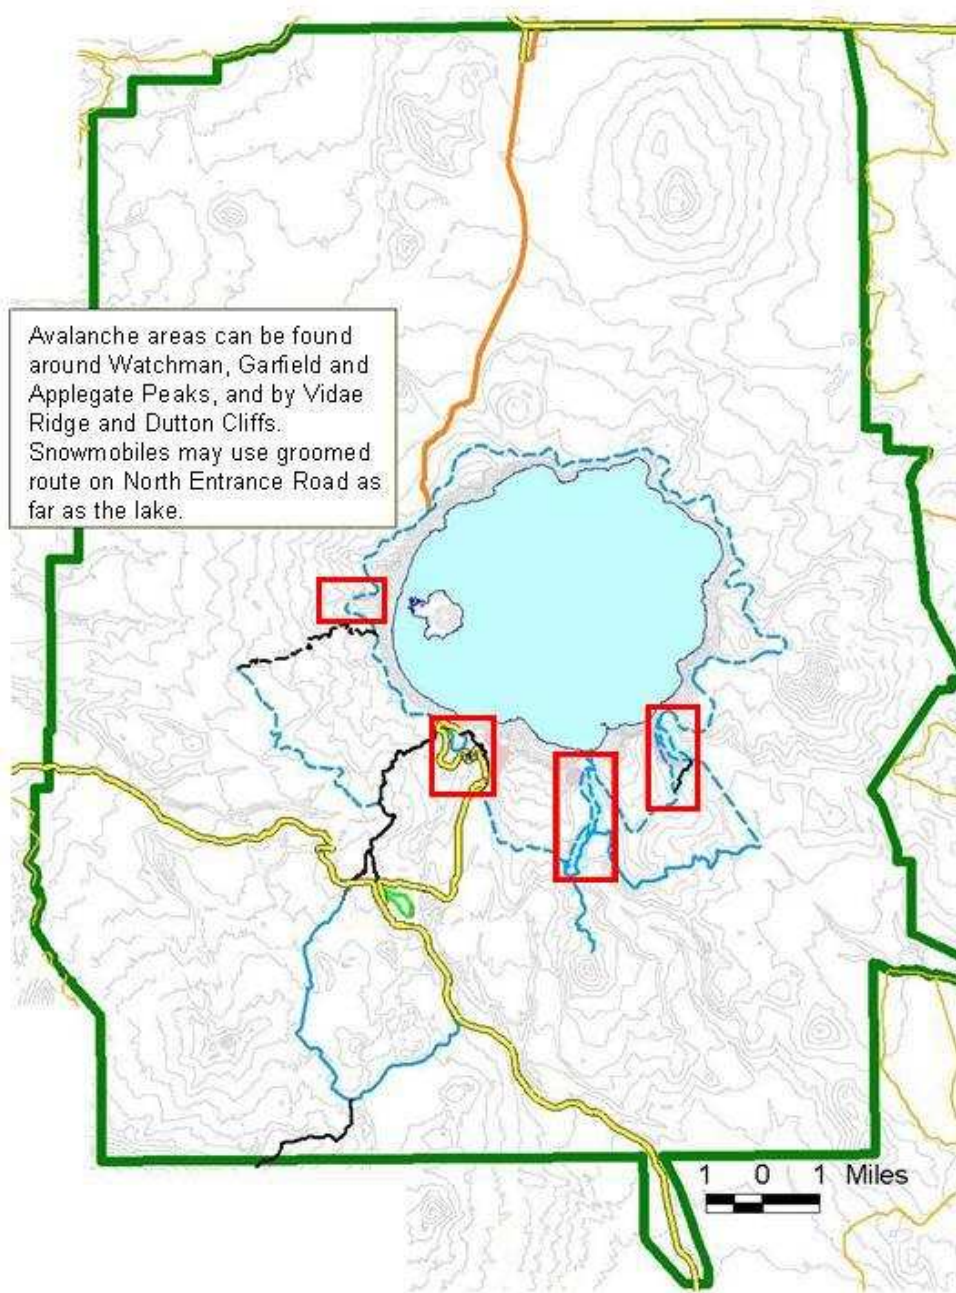 Avalanche areas can be found
around Watchman, Garfield and
Applegate Peaks, and by Vidae
Ridge and Dutton Cliffs.
Snowmobiles may use groomed
route on North Entrance Road as
far as the lake.
1 0 1 Miles